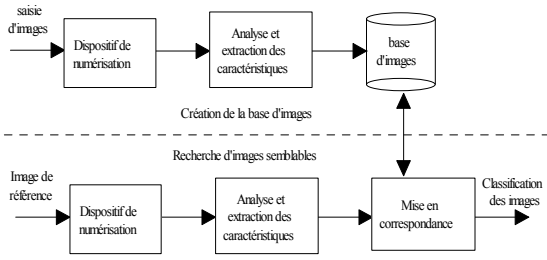 saisie
d'images
Dispositif de
numérisation
Analyse et
extraction des
caractéristiques
base
d'images
Création de la base d'images
Recherche d'images semblables
Image de
référence
Dispositif de
numérisation
Analyse et
extraction des
caractéristiques
Mise en
correspondance
Classification
des images